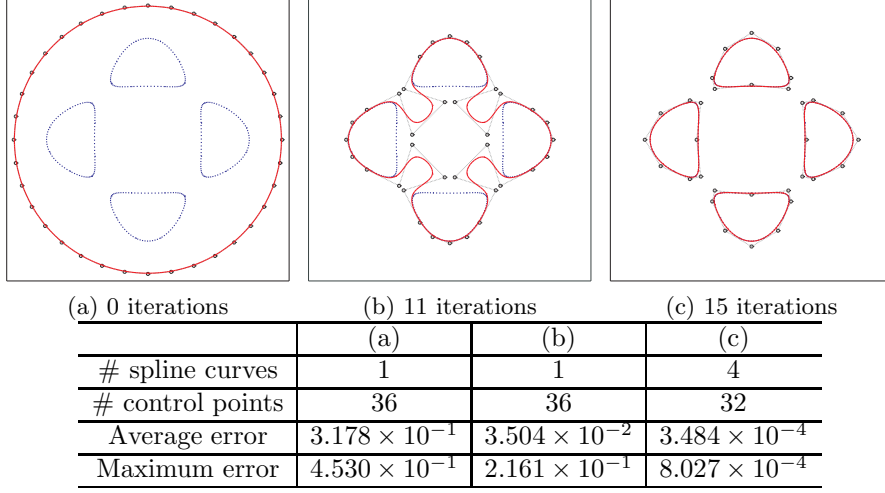 (a) 0 iterations (b) 11 iterations (c) 15 iterations
(a) (b) (c)
# spline curves 1 1 4
# control points 36 36 32
Average error 3.178 × 10⁻¹ 3.504 × 10⁻² 3.484 × 10⁻⁴
Maximum error 4.530 × 10⁻¹ 2.161 × 10⁻¹ 8.027 × 10⁻⁴